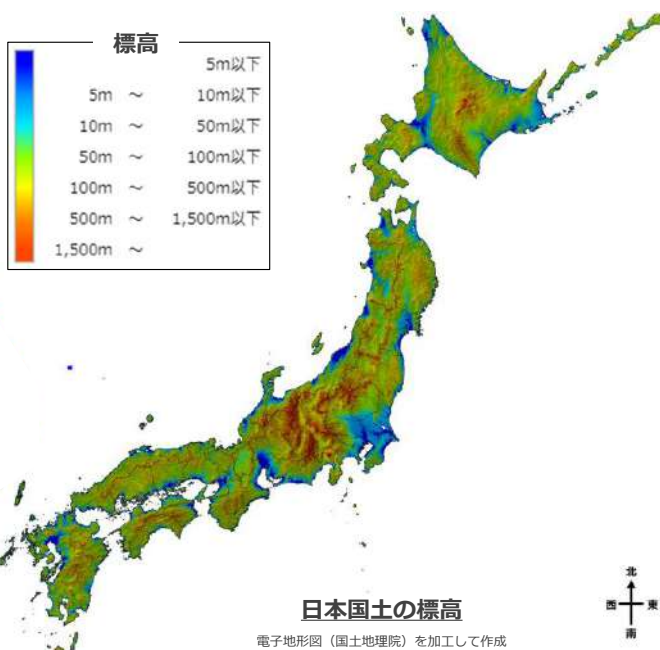 標高
5m以下
5m ～ 10m以下
10m ～ 50m以下
50m ～ 100m以下
100m ～ 500m以下
500m ～ 1,500m以下
1,500m ～
北
西 東
南
日本国土の標高
電子地形図（国土地理院）を加工して作成